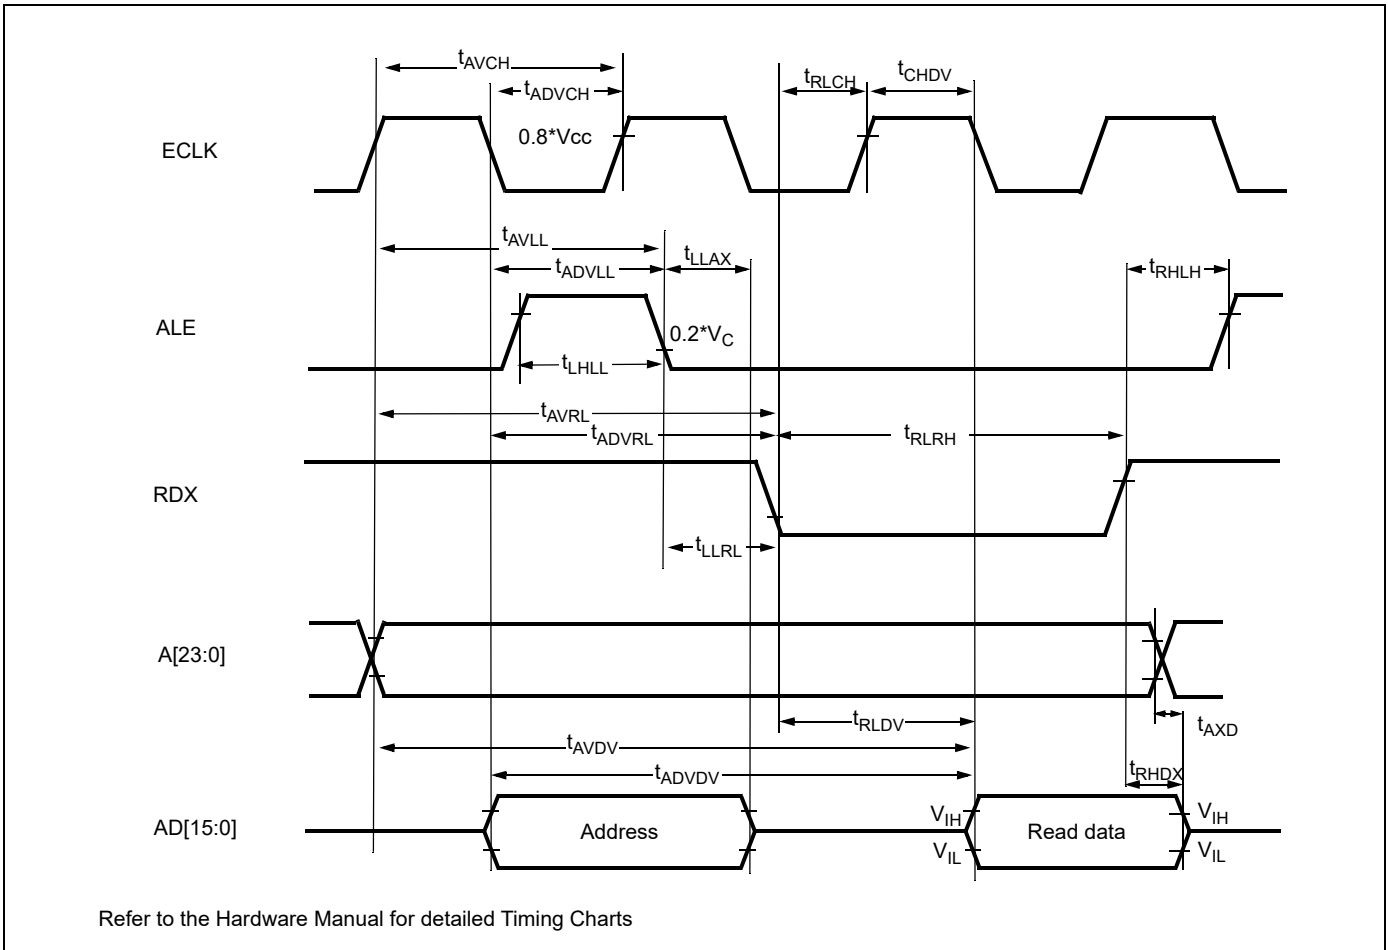 tAVCH
tRLCH
tCHDV
tADVCH
0.8*Vcc
ECLK
tAVLL
tLLAX
tADVLL
tRHLH
ALE
0.2*VC
tLHLL
tAVRL
tADVRL
tRLRH
RDX
tLLRL
A[23:0]
tRLDV
tAXD
tAVDV
tADVDV
tRHDX
AD[15:0]
Address
VIH
VIL
Read data
VIH
VIL
Refer to the Hardware Manual for detailed Timing Charts